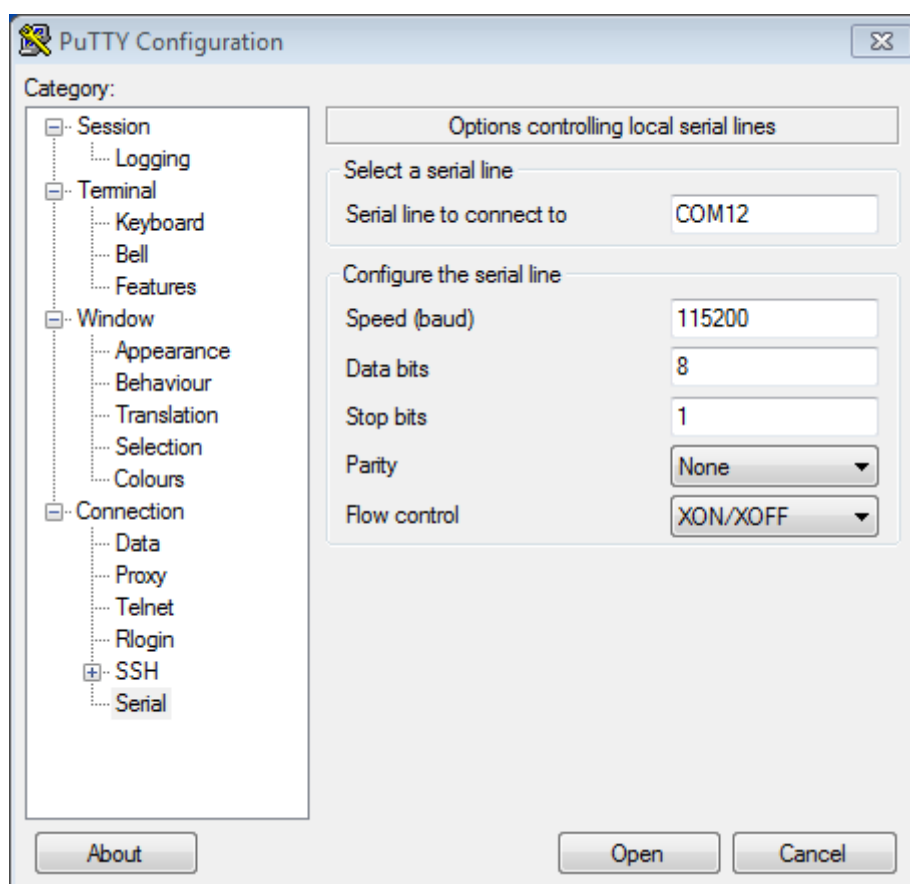 PuTTY Configuration
Category:
Session
Logging
Terminal
Keyboard
Bell
Features
Window
Appearance
Behaviour
Translation
Selection
Colours
Connection
Data
Proxy
Telnet
Rlogin
SSH
Serial
Options controlling local serial lines
Select a serial line
Serial line to connect to COM12
Configure the serial line
Speed (baud) 115200
Data bits 8
Stop bits 1
Parity None
Flow control XON/XOFF
About Open Cancel